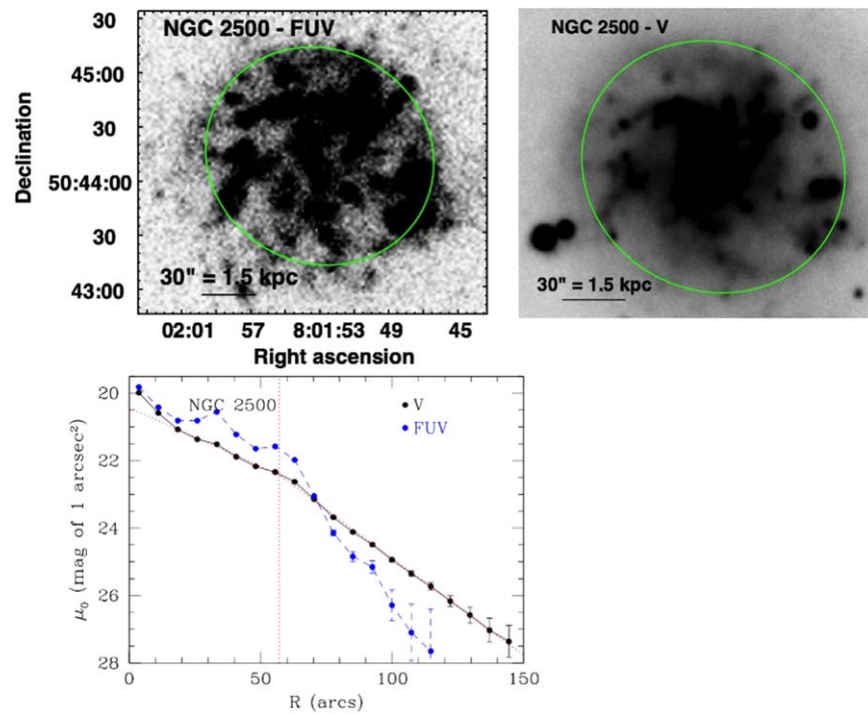 NGC 2500 - FUV
30
45:00
30
50:44:00
30
43:00
Declination
30" = 1.5 kpc
02:01 57 8:01:53 49 45
Right ascension
NGC 2500 - V
30" = 1.5 kpc
NGC 2500
V
FUV
20
22
24
26
28
μ₀ (mag of 1 arcsec²)
0 50 100 150
R (arcs)